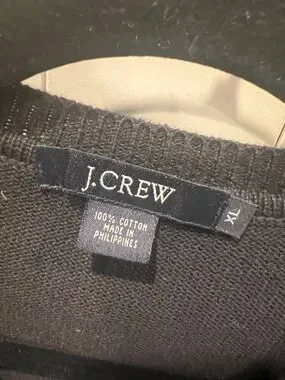 J.CREW
XL
100% COTTON
MADE IN
PHILIPPINES